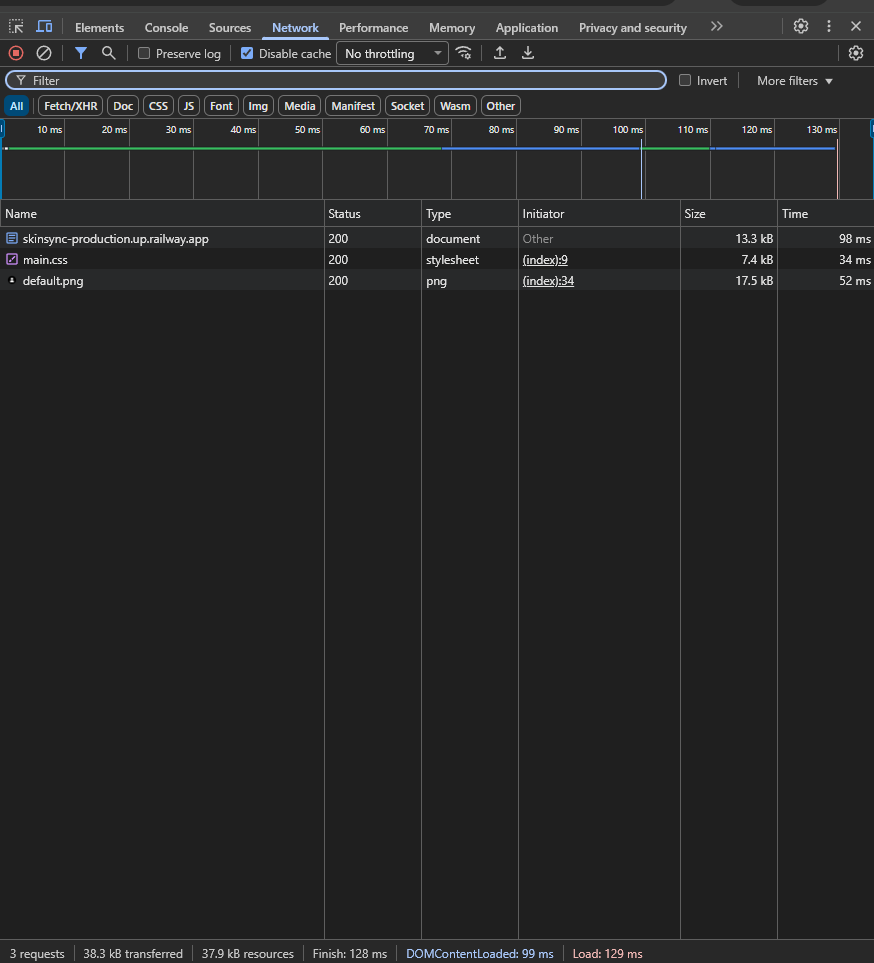 Elements Console Sources Network Performance Memory Application Privacy and security
Preserve log Disable cache No throttling
Filter Invert More filters
All Fetch/XHR Doc CSS JS Font Img Media Manifest Socket Wasm Other
10 ms 20 ms 30 ms 40 ms 50 ms 60 ms 70 ms 80 ms 90 ms 100 ms 110 ms 120 ms 130 ms
Name Status Type Initiator Size Time
skinsync-production.up.railway.app 200 document Other 13.3 kB 98 ms
main.css 200 stylesheet (index):9 7.4 kB 34 ms
default.png 200 png (index):34 17.5 kB 52 ms
3 requests 38.3 kB transferred 37.9 kB resources Finish: 128 ms DOMContentLoaded: 99 ms Load: 129 ms